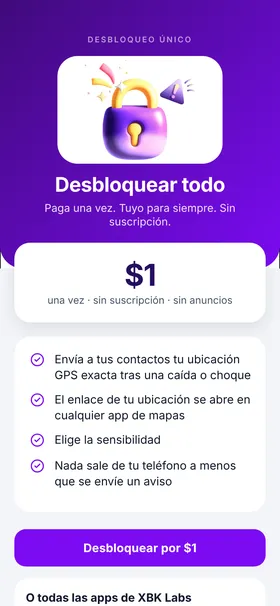 DESBLOQUEO ÚNICO
Desbloquear todo
Paga una vez. Tuyo para siempre. Sin
suscripción.
$1
una vez · sin suscripción · sin anuncios
Envía a tus contactos tu ubicación
GPS exacta tras una caída o choque
El enlace de tu ubicación se abre en
cualquier app de mapas
Elige la sensibilidad
Nada sale de tu teléfono a menos
que se envíe un aviso
Desbloquear por $1
O todas las apps de XBK Labs